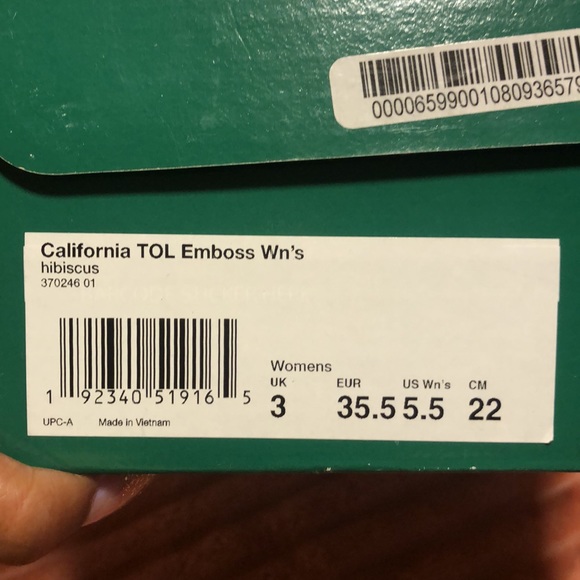 0000659900108093657
California TOL Emboss Wn's
hibiscus
370246 01
1 92340 51916 5
UPC-A Made in Vietnam
Womens
UK EUR US Wn's CM
3 35.5 5.5 22